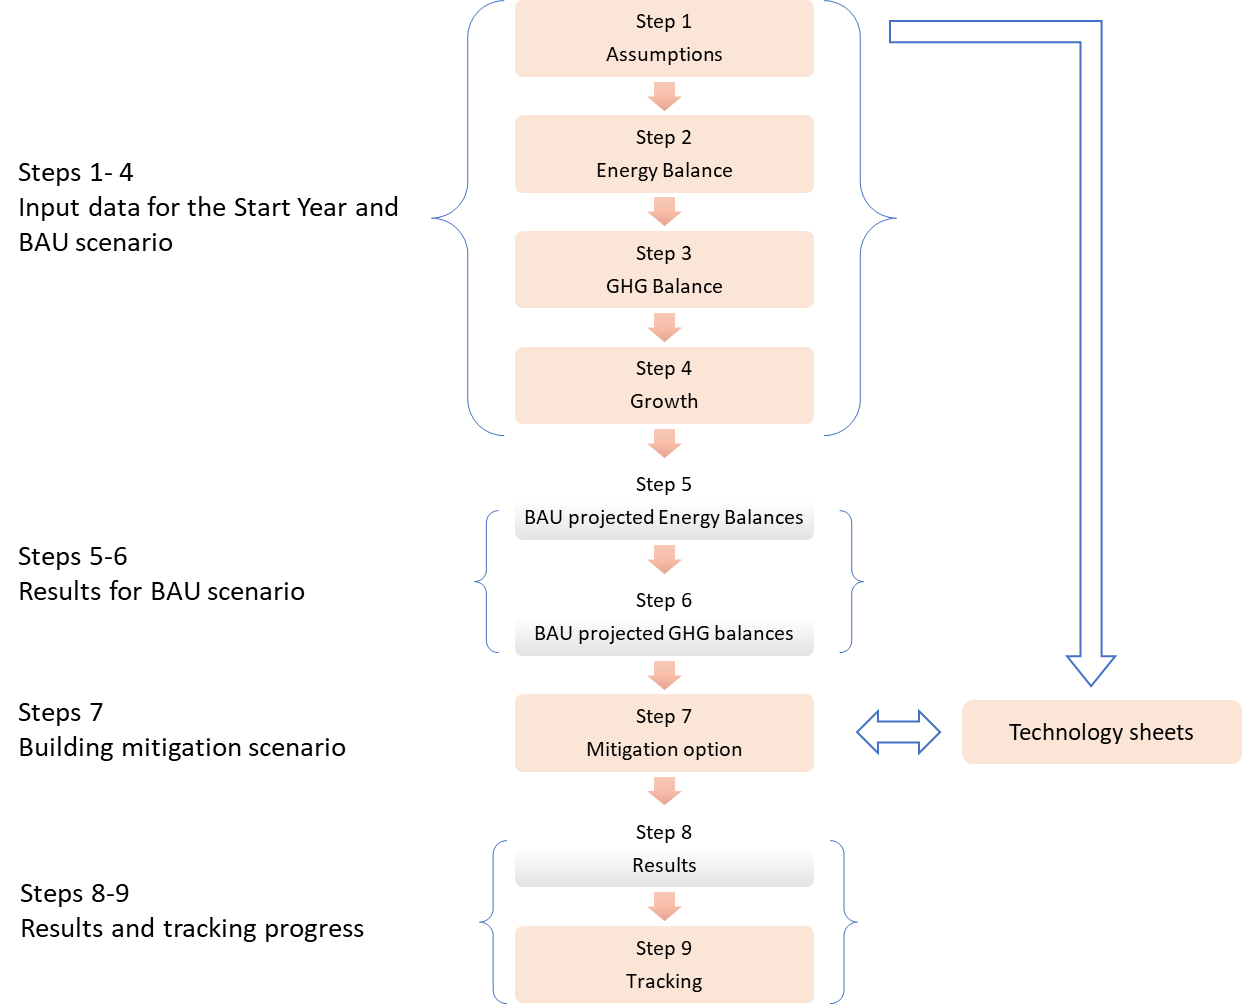 Step 1
Assumptions
Step 2
Energy Balance
Steps 1- 4
Input data for the Start Year and
BAU scenario
Step 3
GHG Balance
Step 4
Growth
Step 5
BAU projected Energy Balances
Steps 5-6
Results for BAU scenario
Step 6
BAU projected GHG balances
Steps 7
Building mitigation scenario
Step 7
Mitigation option
Technology sheets
Step 8
Results
Steps 8-9
Results and tracking progress
Step 9
Tracking